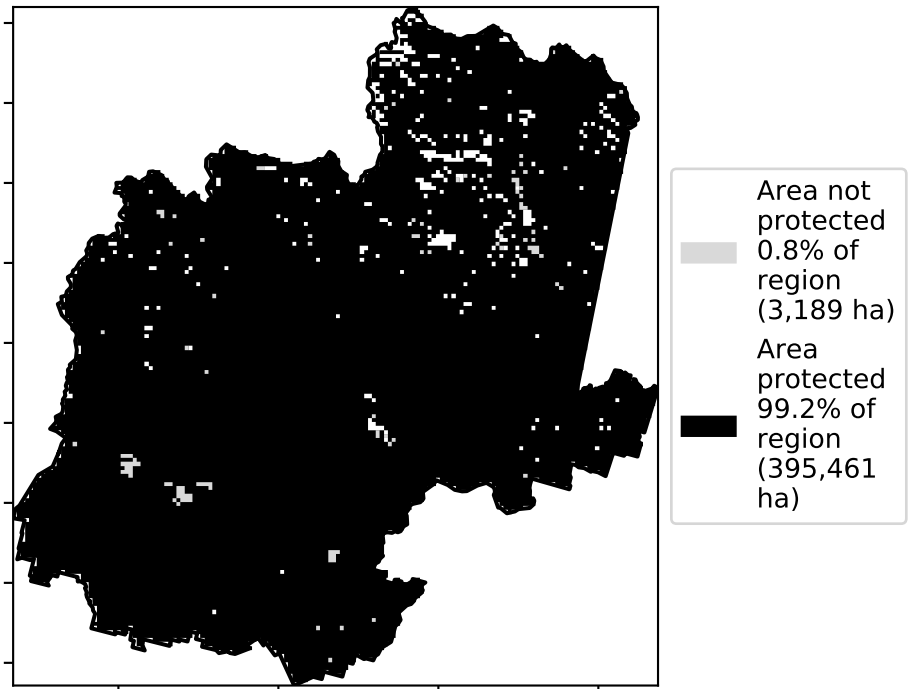 Area not
protected
0.8% of
region
(3,189 ha)
Area
protected
99.2% of
region
(395,461
ha)